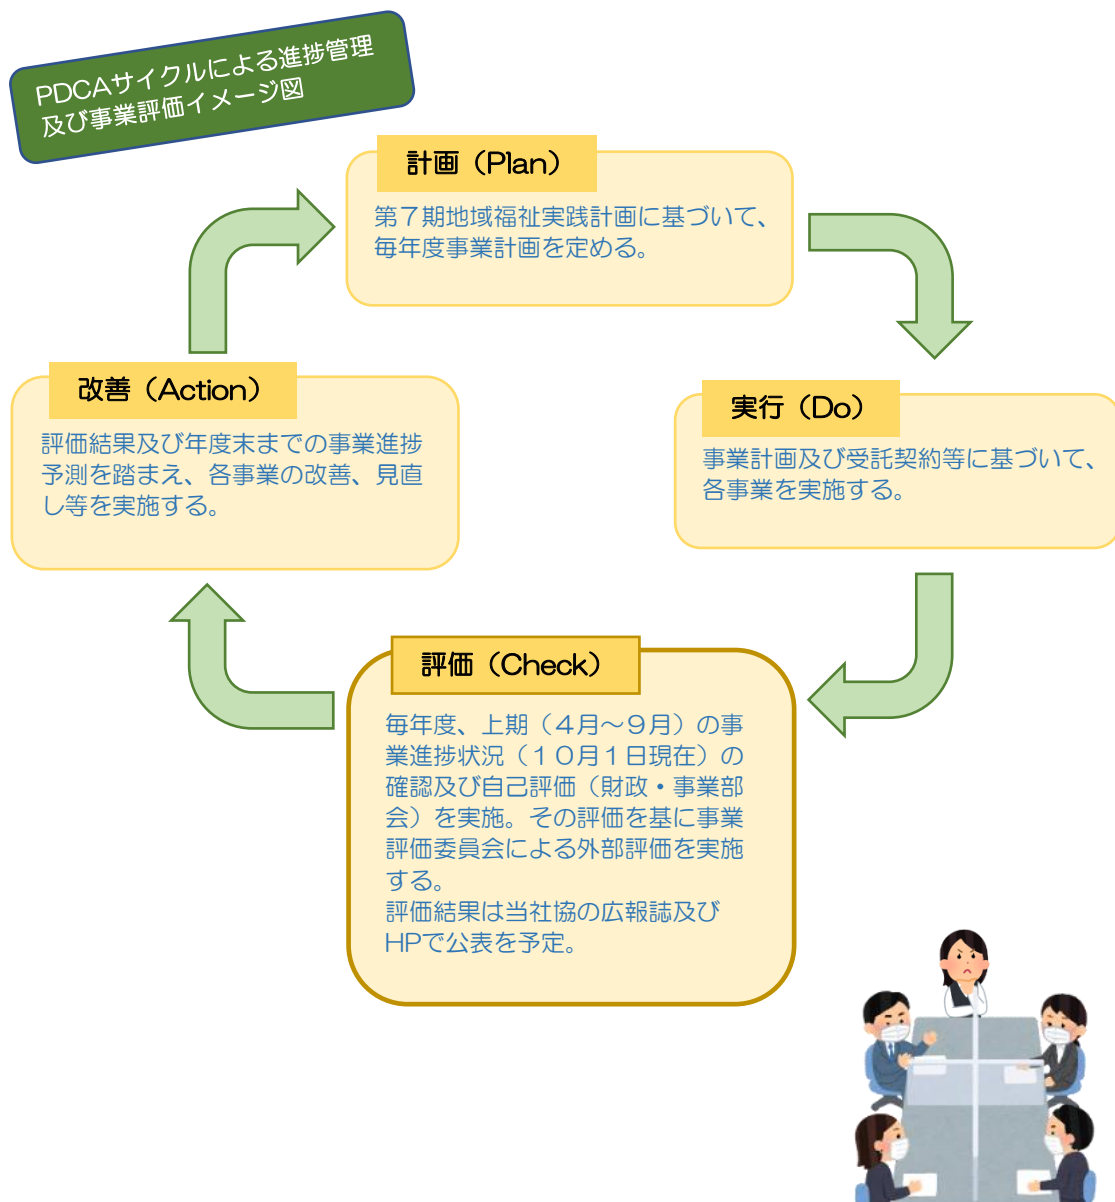 PDCAサイクルによる進捗管理
及び事業評価イメージ図
計画（Plan）
第７期地域福祉実践計画に基づいて、
毎年度事業計画を定める。
実行（Do）
事業計画及び受託契約等に基づいて、
各事業を実施する。
評価（Check）
毎年度、上期（４月～９月）の事
業進捗状況（１０月１日現在）の
確認及び自己評価（財政・事業部
会）を実施。その評価を基に事業
評価委員会による外部評価を実施
する。
評価結果は当社協の広報誌及び
HPで公表を予定。
改善（Action）
評価結果及び年度末までの事業進捗
予測を踏まえ、各事業の改善、見直
し等を実施する。